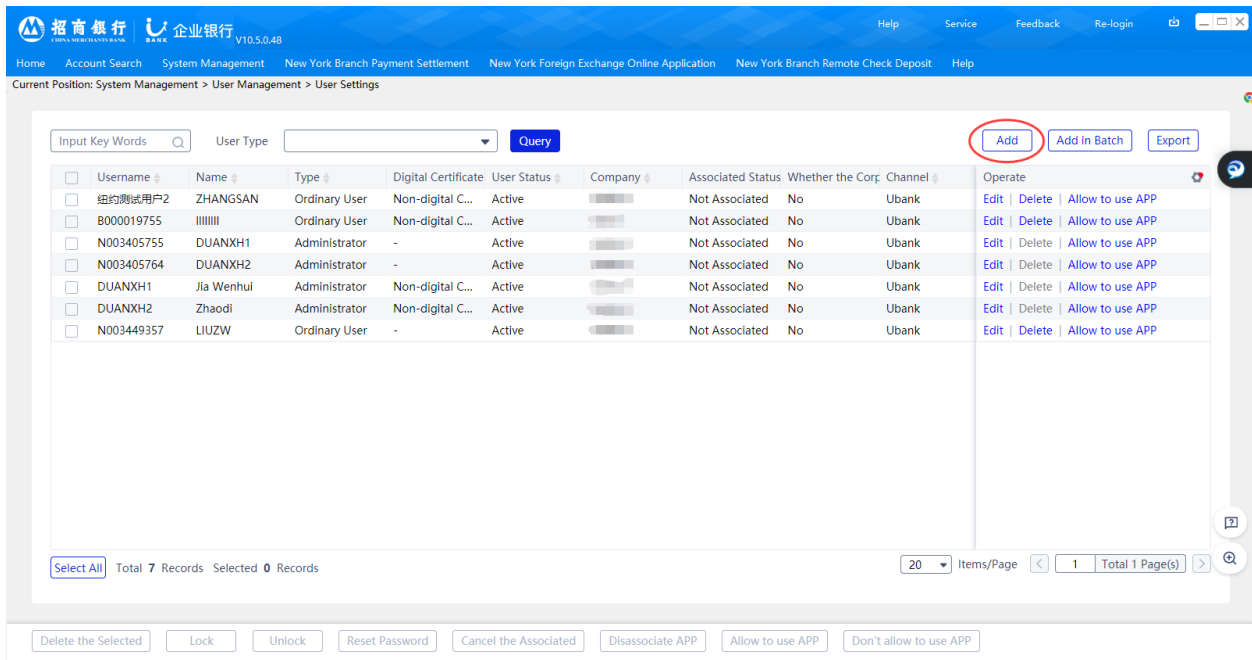 招商银行 企业银行 V10.5.0.48 Help Service Feedback Re-login
CHINA MERCHANTS BANK BANK
Home Account Search System Management New York Branch Payment Settlement New York Foreign Exchange Online Application New York Branch Remote Check Deposit Help
Current Position: System Management > User Management > User Settings
Input Key Words User Type Query Add Add in Batch Export
Username Name Type Digital Certificate User Status Company Associated Status Whether the Corp Channel Operate
纽约测试用户2 ZHANGSAN Ordinary User Non-digital C... Active Not Associated No Ubank Edit | Delete | Allow to use APP
B000019755 IIIIIIII Ordinary User Non-digital C... Active Not Associated No Ubank Edit | Delete | Allow to use APP
N003405755 DUANXH1 Administrator - Active Not Associated No Ubank Edit | Delete | Allow to use APP
N003405764 DUANXH2 Administrator - Active Not Associated No Ubank Edit | Delete | Allow to use APP
DUANXH1 Jia Wenhui Administrator Non-digital C... Active Not Associated No Ubank Edit | Delete | Allow to use APP
DUANXH2 Zhaodi Administrator Non-digital C... Active Not Associated No Ubank Edit | Delete | Allow to use APP
N003449357 LIUZW Ordinary User - Active Not Associated No Ubank Edit | Delete | Allow to use APP
Select All Total 7 Records Selected 0 Records 20 Items/Page < 1 Total 1 Page(s) >
Delete the Selected Lock Unlock Reset Password Cancel the Associated Disassociate APP Allow to use APP Don't allow to use APP